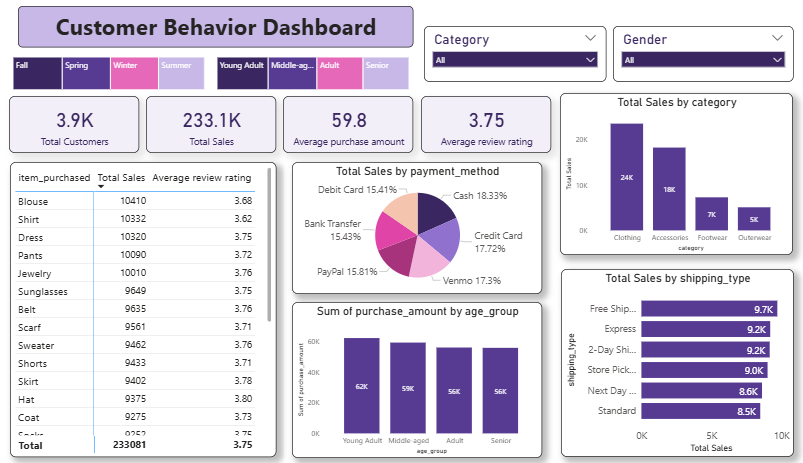 Customer Behavior Dashboard
Category
All
Gender
All
Fall
Spring
Winter
Summer
Young Adult
Middle-ag...
Adult
Senior
3.9K
Total Customers
233.1K
Total Sales
59.8
Average purchase amount
3.75
Average review rating
item_purchased Total Sales Average review rating
Blouse 10410 3.68
Shirt 10332 3.62
Dress 10320 3.75
Pants 10090 3.72
Jewelry 10010 3.76
Sunglasses 9649 3.75
Belt 9635 3.76
Scarf 9561 3.71
Sweater 9462 3.76
Shorts 9433 3.71
Skirt 9402 3.78
Hat 9375 3.80
Coat 9275 3.73
Socks 9252 3.75
Total 233081 3.75
Total Sales by payment_method
Debit Card 15.41%
Cash 18.33%
Bank Transfer
15.43%
Credit Card
17.72%
PayPal 15.81%
Venmo 17.3%
Sum of purchase_amount by age_group
Sum of purchase_amount
60K
40K
20K
0K
62K
59K
56K
56K
Young Adult
Middle-aged
Adult
Senior
age_group
Total Sales by category
Total Sales
20K
10K
0K
24K
18K
7K
5K
Clothing
Accessories
Footwear
Outerwear
category
Total Sales by shipping_type
shipping_type
Free Ship... 9.7K
Express 9.2K
2-Day Shi... 9.2K
Store Pick... 9.0K
Next Day ... 8.6K
Standard 8.5K
0K
5K
10K
Total Sales